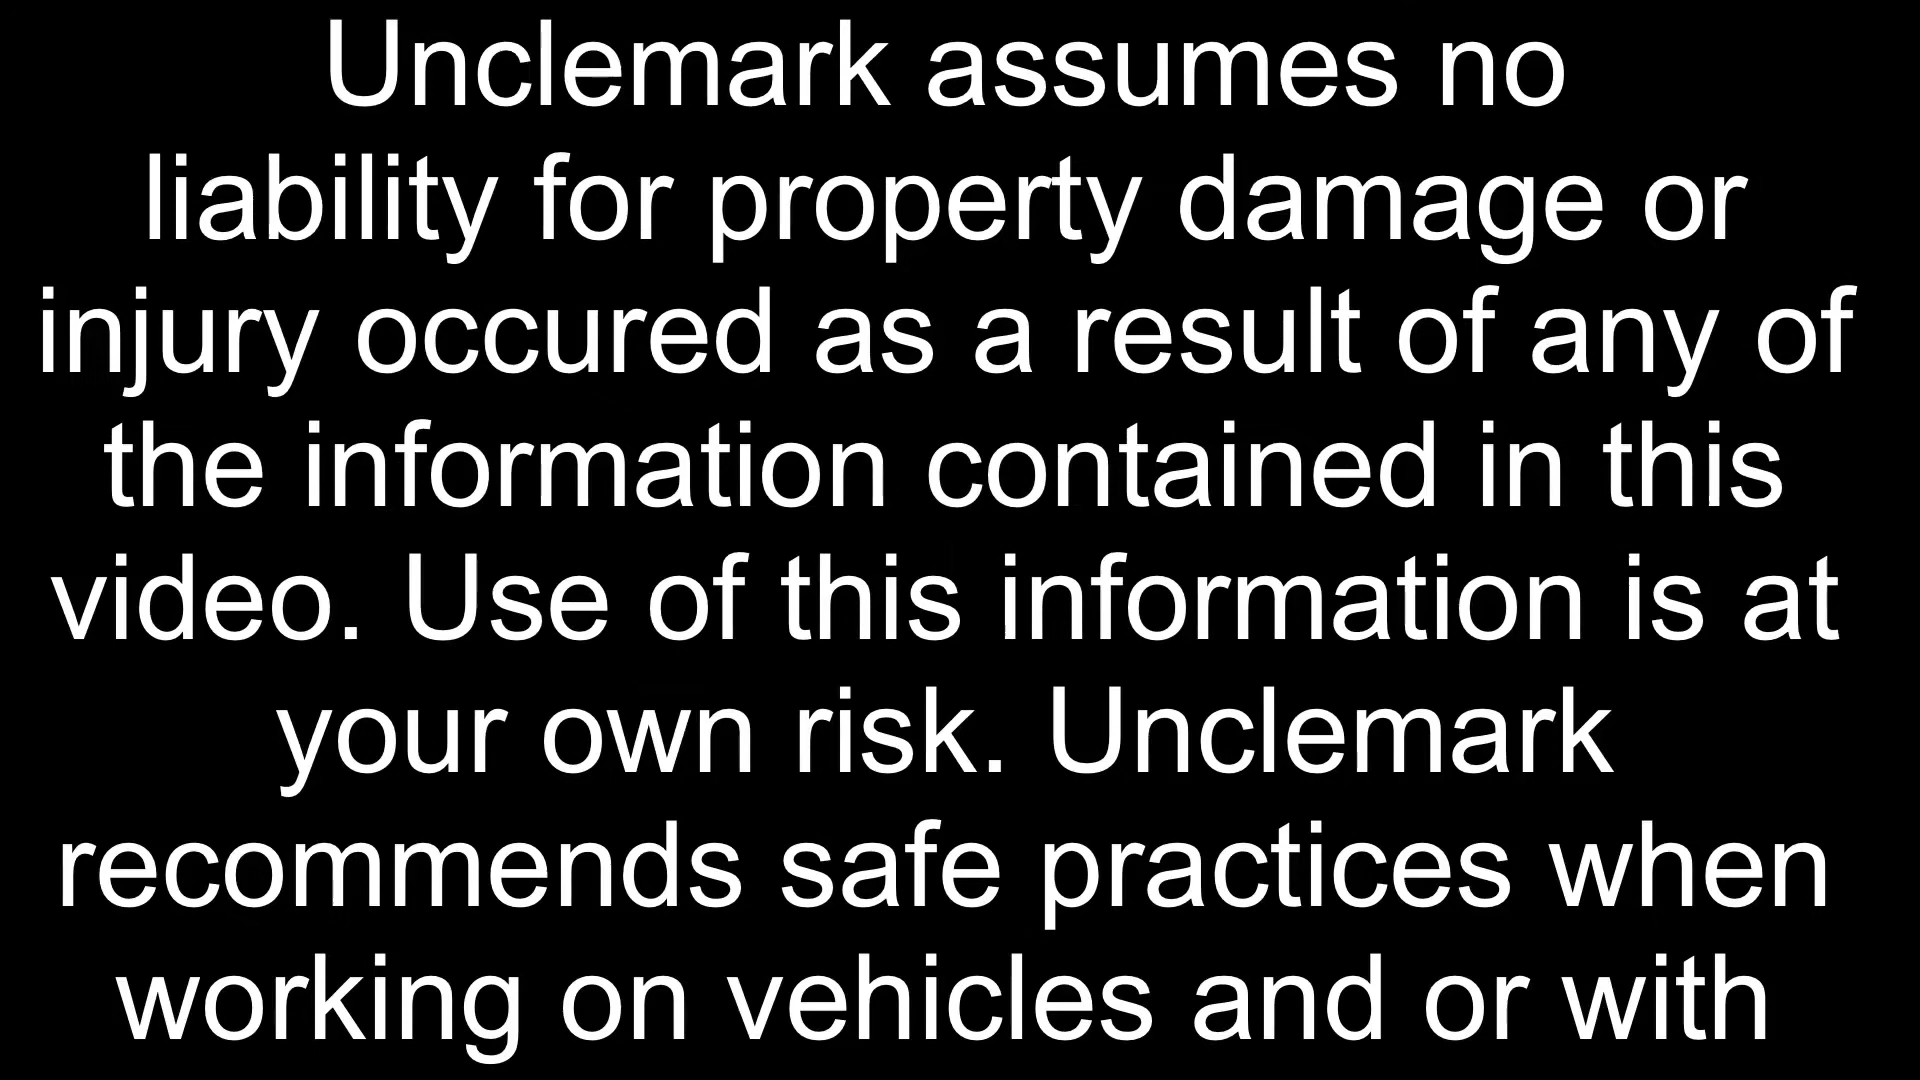 Unclemark assumes no
liability for property damage or
injury occured as a result of any of
the information contained in this
video. Use of this information is at
your own risk. Unclemark
recommends safe practices when
working on vehicles and or with